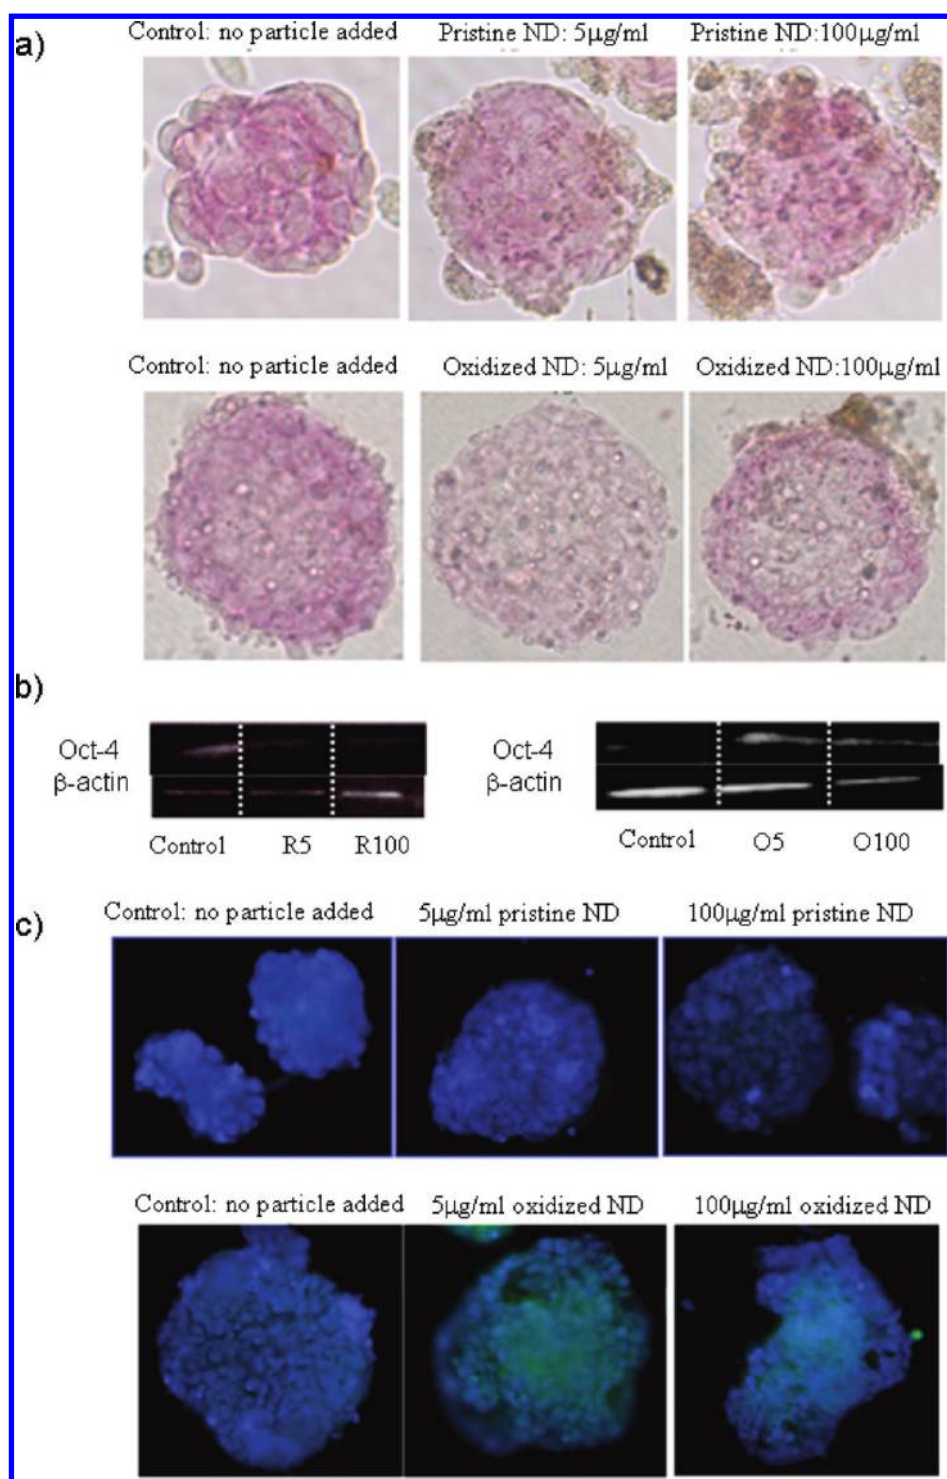 a)
Control: no particle added Pristine ND: 5μg/ml Pristine ND:100μg/ml
Control: no particle added Oxidized ND: 5μg/ml Oxidized ND:100μg/ml
b)
Oct-4 Oct-4
β-actin β-actin
Control R5 R100 Control O5 O100
c)
Control: no particle added 5μg/ml pristine ND 100μg/ml pristine ND
Control: no particle added 5μg/ml oxidized ND 100μg/ml oxidized ND